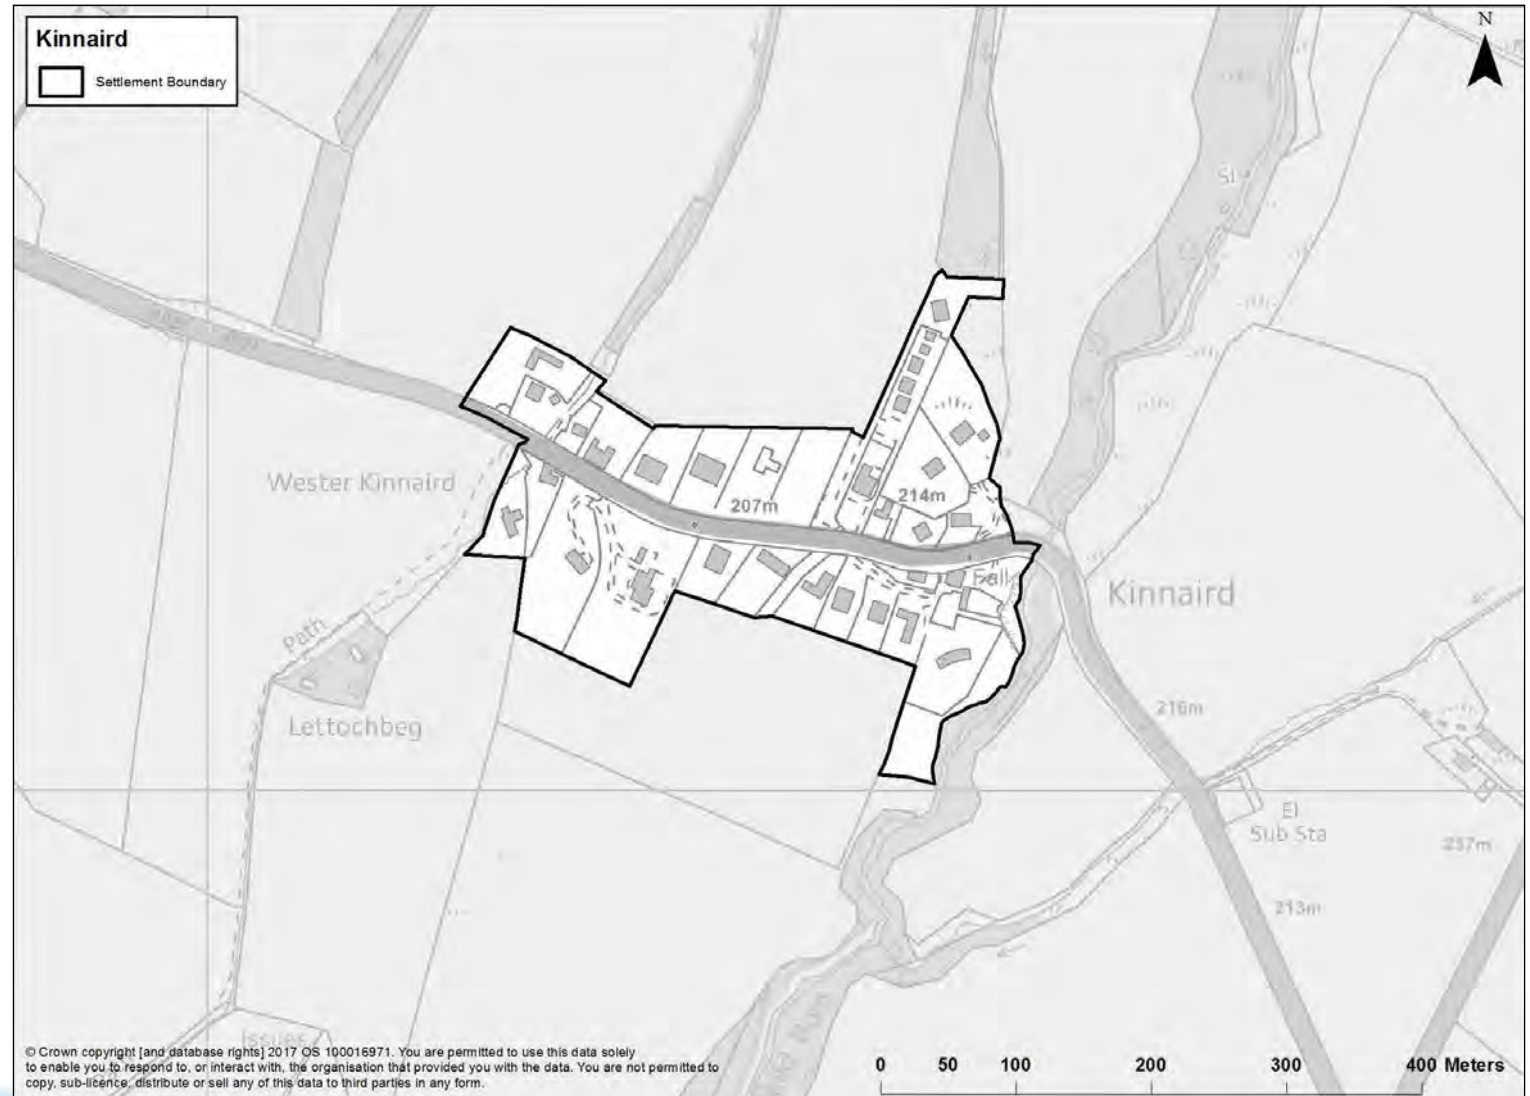 Kinnaird
Settlement Boundary
N
Wester Kinnaird
207m
214m
Kinnaird
Path
Lettochbeg
216m
El
Sub Sta
237m
213m
Issues
© Crown copyright [and database rights] 2017 OS 100016971. You are permitted to use this data solely
to enable you to respond to, or interact with, the organisation that provided you with the data. You are not permitted to
copy, sub-licence, distribute or sell any of this data to third parties in any form.
0 50 100 200 300 400 Meters